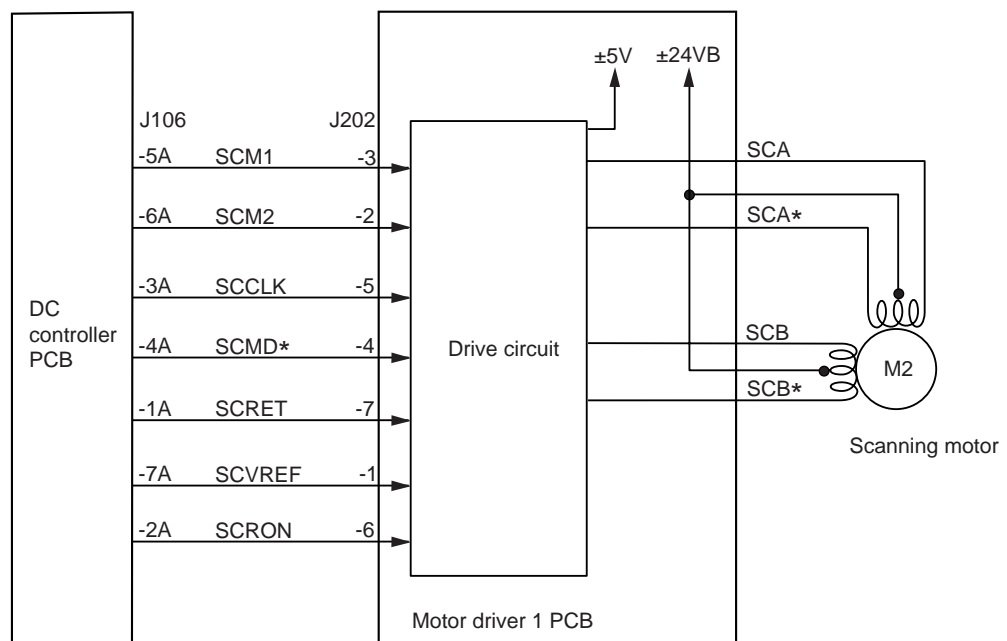 ±5V ±24VB
J106 J202
-5A SCM1 -3
SCA
-6A SCM2 -2
SCA*
-3A SCCLK -5
DC
controller
PCB
-4A SCMD* -4
Drive circuit
SCB
M2
SCB*
-1A SCRET -7
Scanning motor
-7A SCVREF -1
-2A SCRON -6
Motor driver 1 PCB